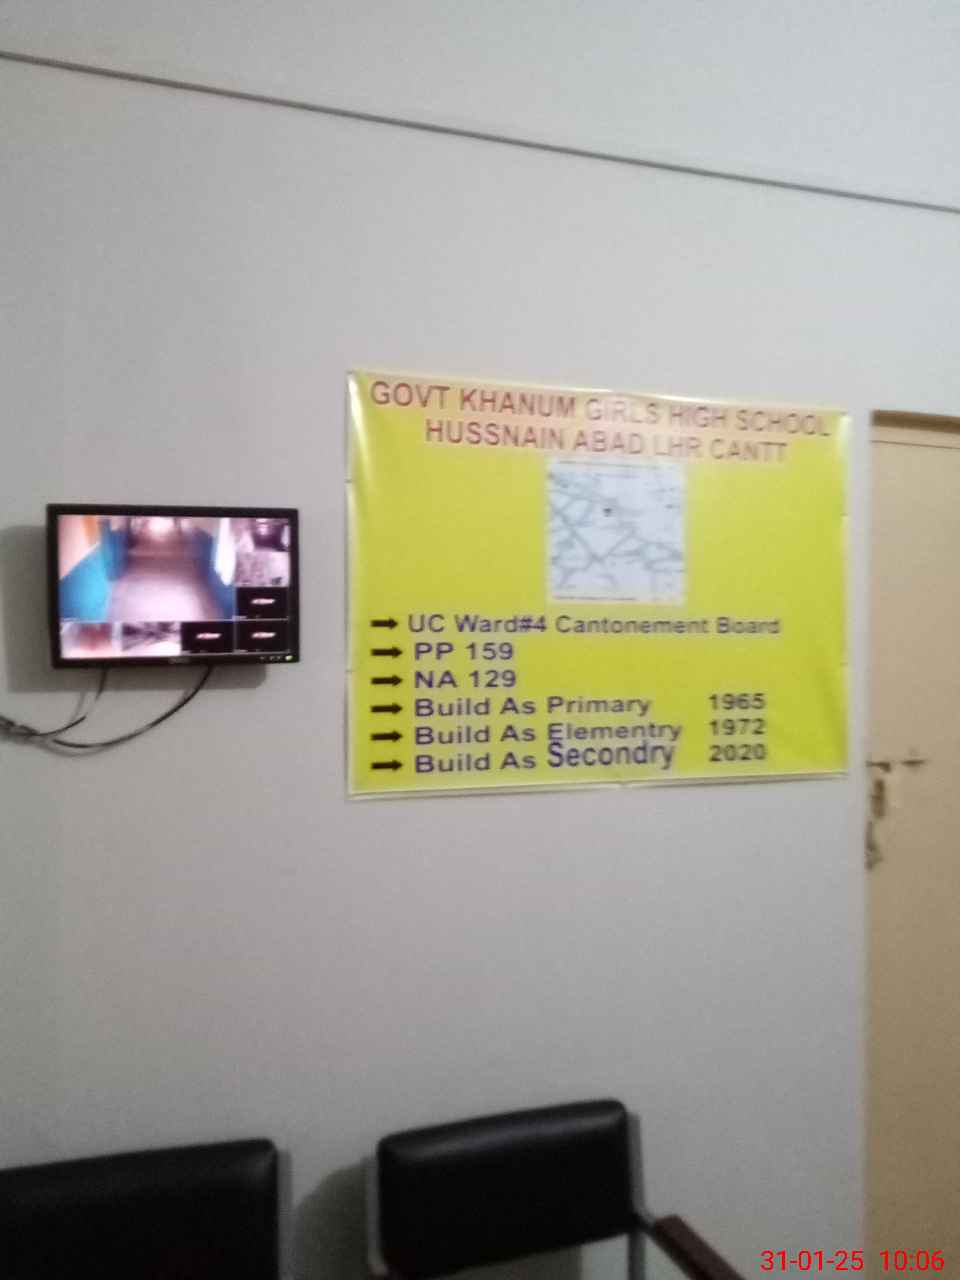 GOVT KHANUM GIRLS HIGH SCHOOL
HUSSNAIN ABAD LHR CANTT
UC Ward#4 Cantonement Board
PP 159
NA 129
Build As Primary 1965
Build As Elementry 1972
Build As Secondry 2020
31-01-25 10:06